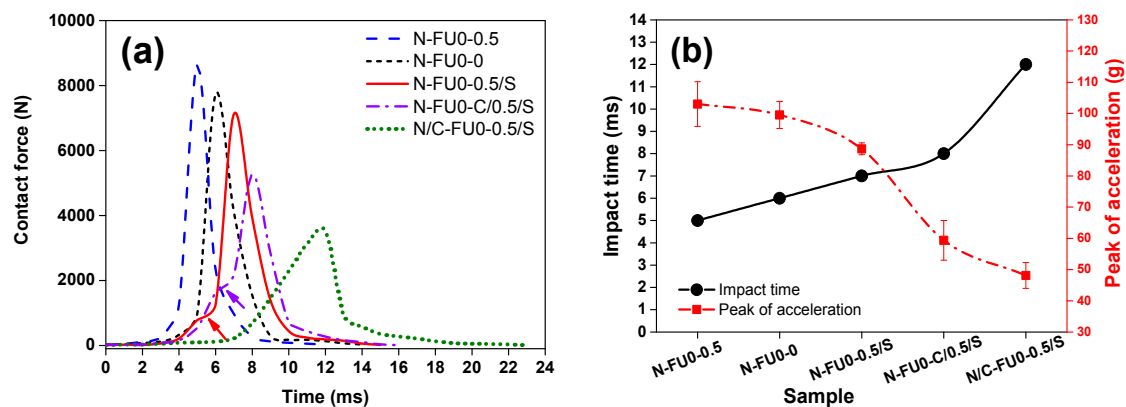 (a)
10000
8000
6000
4000
2000
0
Contact force (N)
N-FU0-0.5
N-FU0-0
N-FU0-0.5/S
N-FU0-C/0.5/S
N/C-FU0-0.5/S
0 2 4 6 8 10 12 14 16 18 20 22 24
Time (ms)
(b)
14
13
12
11
10
9
8
7
6
5
4
3
2
1
0
Impact time (ms)
Impact time
Peak of acceleration
130
120
110
100
90
80
70
60
50
40
30
Peak of acceleration (g)
N-FU0-0.5
N-FU0-0
N-FU0-0.5/S
N-FU0-C/0.5/S
N/C-FU0-0.5/S
Sample